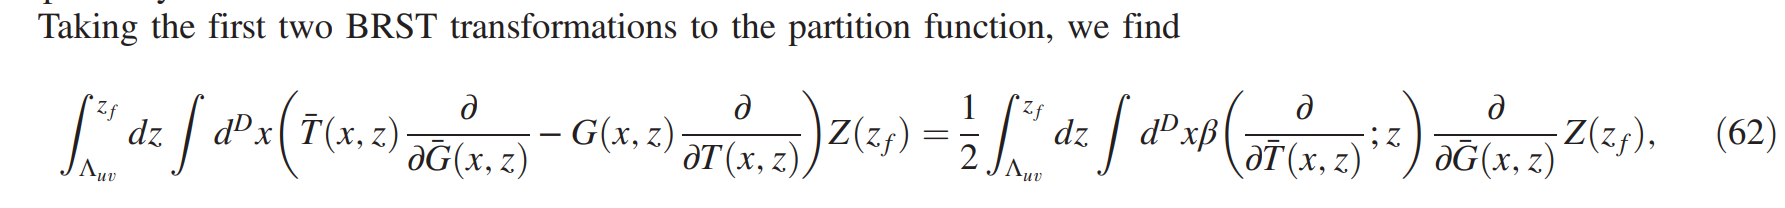 Taking the first two BRST transformations to the partition function, we find
∫_{Λ_{uv}}^{z_f} dz ∫ d^D x ( T̄(x, z) ∂/∂Ḡ(x, z) − G(x, z) ∂/∂T(x, z) ) Z(z_f) = 1/2 ∫_{Λ_{uv}}^{z_f} dz ∫ d^D xβ ( ∂/∂T̄(x, z) ; z ) ∂/∂Ḡ(x, z) Z(z_f), (62)